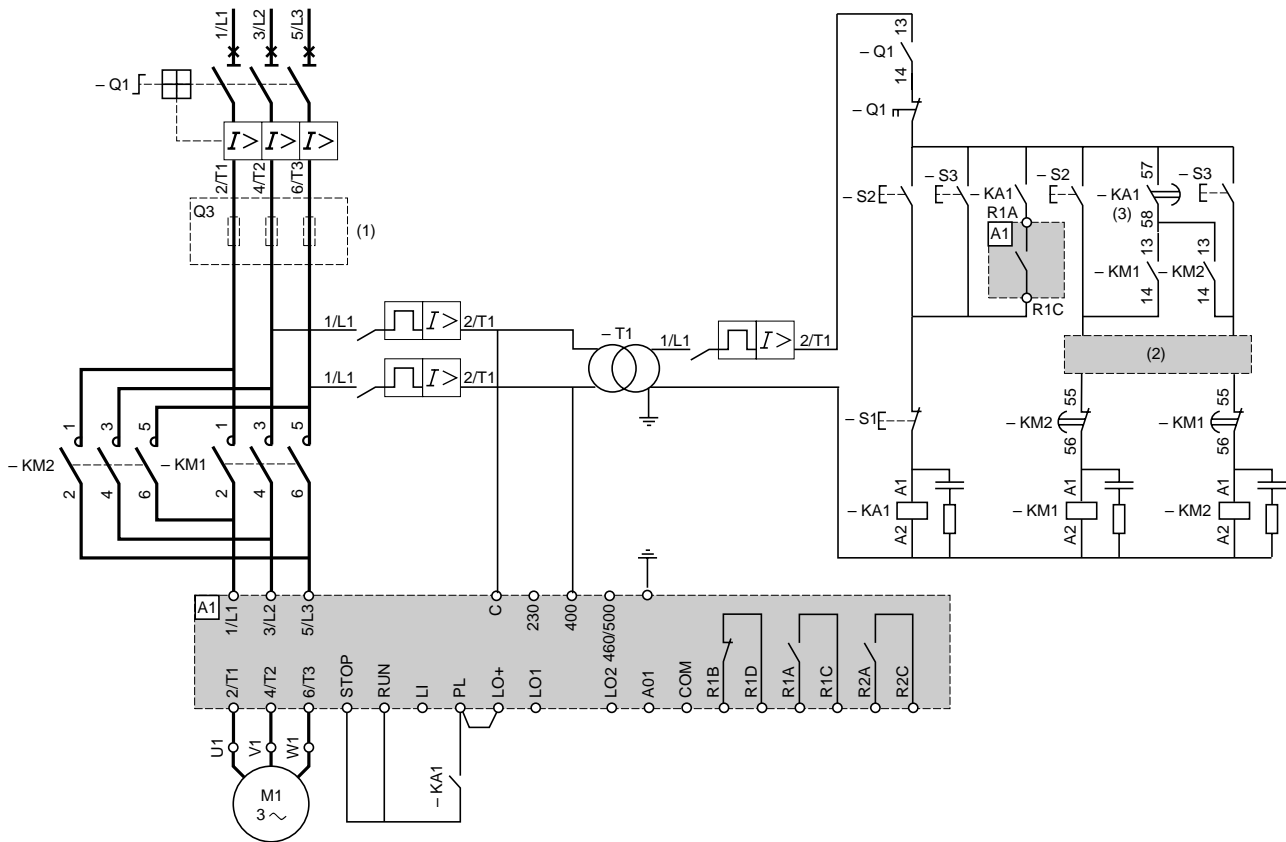 1/L1 3/L2 5/L3
– Q1
I> I> I>
2/T1 4/T2 6/T3
Q3
(1)
1/L1 I> 2/T1
1/L1 I> 2/T1
– T1
1/L1 I> 2/T1
13
– Q1
14
– Q1
– S2
– S3
– KA1
R1A
A1
R1C
– S2
57
– KA1
(3)
58
– S3
13
– KM1
14
13
– KM2
14
(2)
– S1
55
– KM2
56
55
– KM1
56
A1
– KA1
A2
A1
– KM1
A2
A1
– KM2
A2
1 3 5
– KM2
2 4 6
1 3 5
– KM1
2 4 6
A1
1/L1 3/L2 5/L3 C 230 400 460/500
2/T1 4/T2 6/T3 STOP RUN LI PL LO+ LO1 LO2 A01 COM R1B R1D R1A R1C R2A R2C
U1 V1 W1
– KA1
M1
3 ~